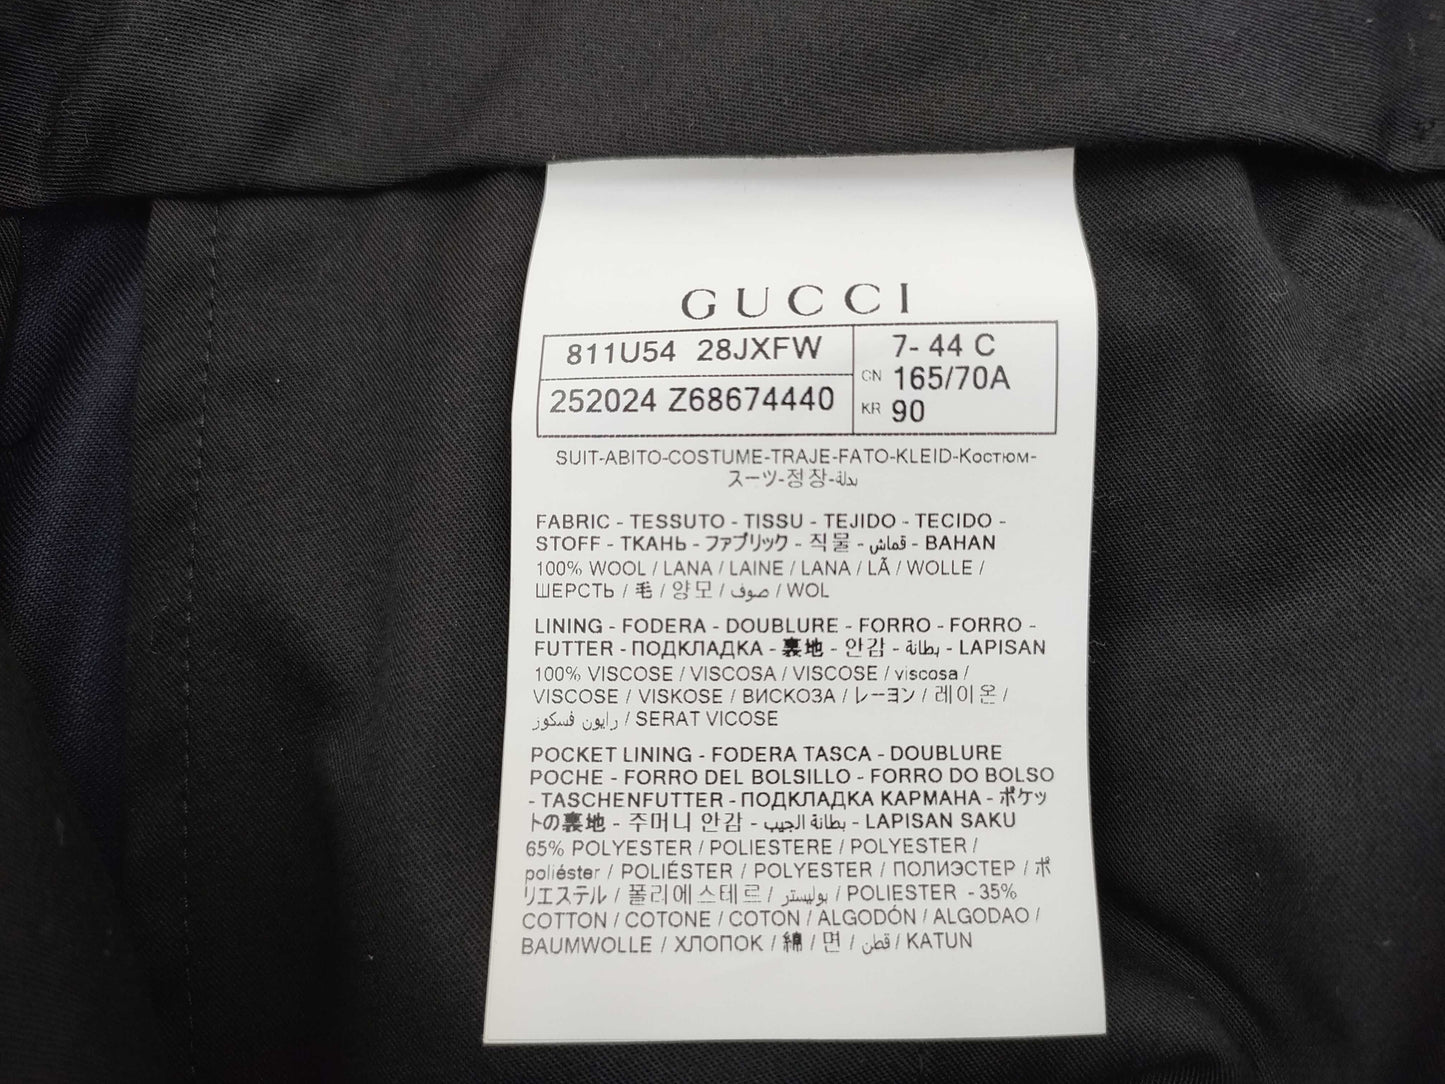 GUCCI
811U54 28JXFW
252024 Z68674440
7- 44 C
CN 165/70A
KR 90
SUIT-ABITO-COSTUME-TRAJE-FATO-KLEID-Костюм-
スーツ-정장-بدلة
FABRIC - TESSUTO - TISSU - TEJIDO - TECIDO -
STOFF - ТКАНЬ - ファブリック - 직물 - قماش - BAHAN
100% WOOL / LANA / LAINE / LANA / LÃ / WOLLE /
ШЕРСТЬ / 毛 / 양모 / صوف / WOL
LINING - FODERA - DOUBLURE - FORRO - FORRO -
FUTTER - ПОДКЛАДКА - 裏地 - 안감 - بطانة - LAPISAN
100% VISCOSE / VISCOSA / VISCOSE / viscosa /
VISCOSE / VISKOSE / ВИСКОЗА / レーヨン / 레이온 /
رايون فسكوز / SERAT VICOSE
POCKET LINING - FODERA TASCA - DOUBLURE
POCHE - FORRO DEL BOLSILLO - FORRO DO BOLSO
- TASCHENFUTTER - ПОДКЛАДКА КАРМАНА - ポケッ
トの裏地 - 주머니 안감 - بطانة الجيب - LAPISAN SAKU
65% POLYESTER / POLIESTERE / POLYESTER /
poliéster / POLIÉSTER / POLYESTER / ПОЛИЭСТЕР / ポ
リエステル / 폴리에스테르 / بوليستر / POLIESTER - 35%
COTTON / COTONE / COTON / ALGODÓN / ALGODAO /
BAUMWOLLE / ХЛОПОК / 綿 / 면 / قطن / KATUN